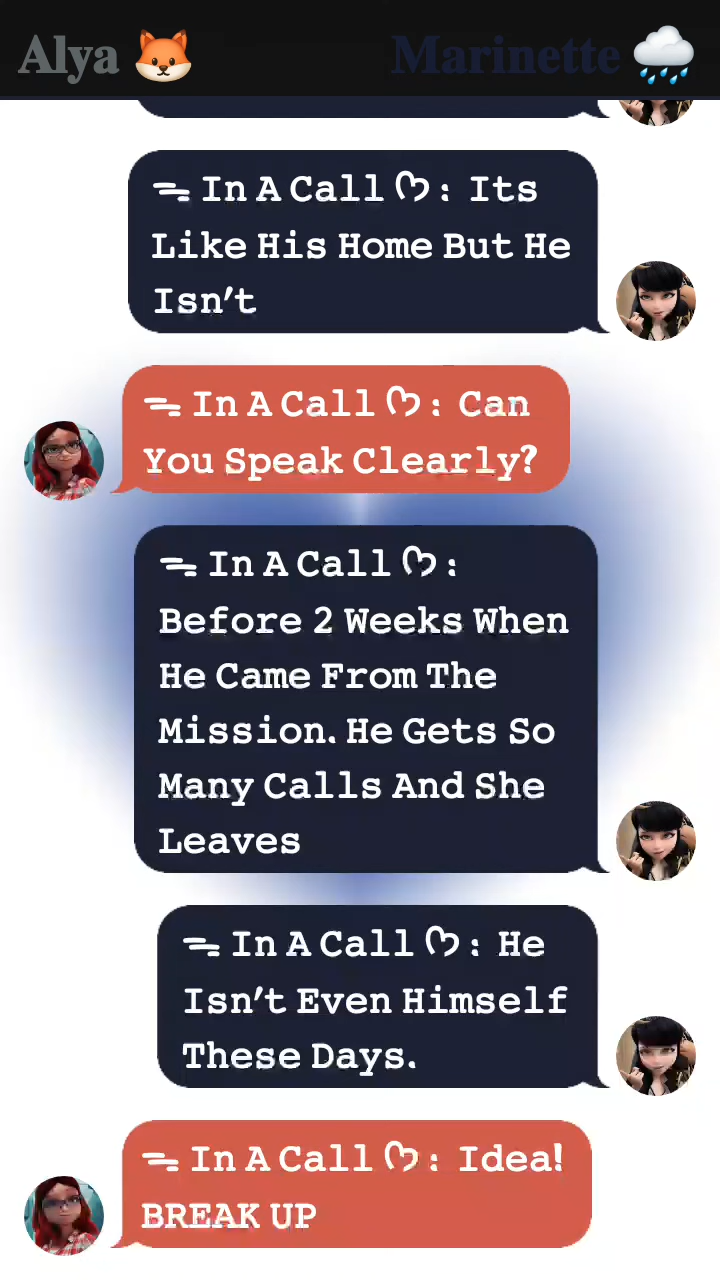 Alya 🦊
Marinette 🌧️
In A Call ღ : Its
Like His Home But He
Isn't
In A Call ღ : Can
You Speak Clearly?
In A Call ღ :
Before 2 Weeks When
He Came From The
Mission. He Gets So
Many Calls And She
Leaves
In A Call ღ : He
Isn't Even Himself
These Days.
In A Call ღ : Idea!
BREAK UP